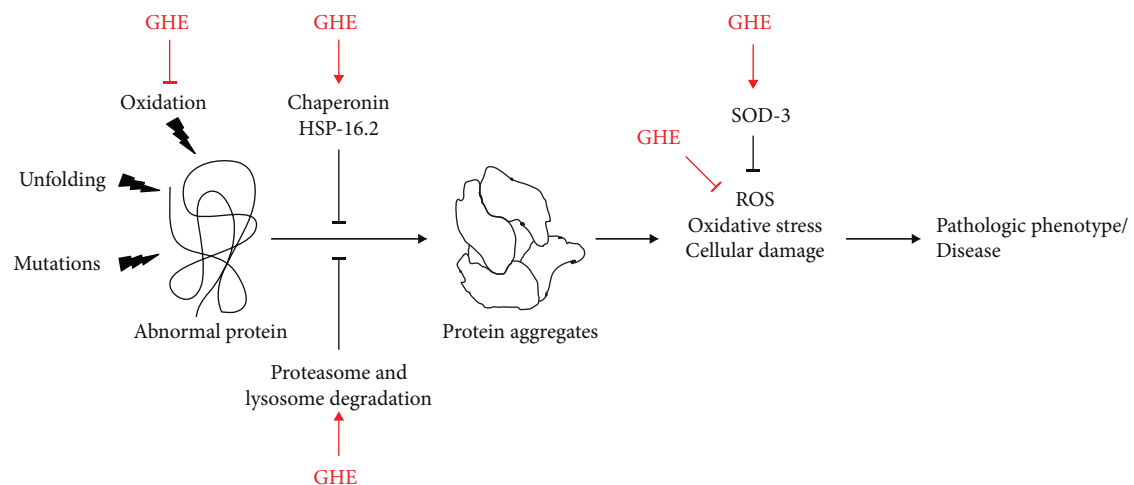 GHE
GHE
GHE
Oxidation
Chaperonin
HSP-16.2
SOD-3
GHE
Unfolding
ROS
Oxidative stress
Cellular damage
Pathologic phenotype/
Disease
Mutations
Abnormal protein
Protein aggregates
Proteasome and
lysosome degradation
GHE